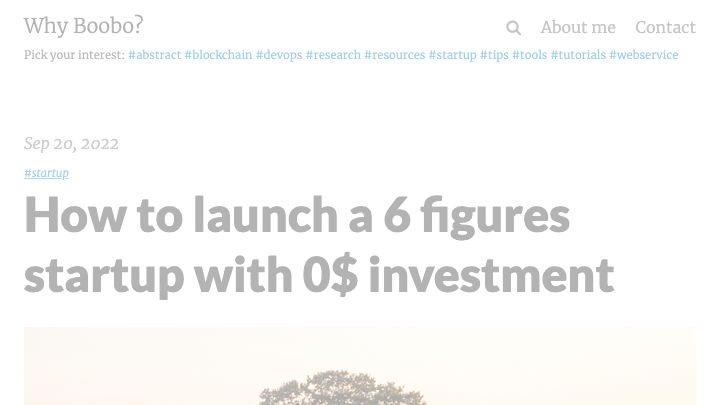 Why Boobo?
About me Contact
Pick your interest: #abstract #blockchain #devops #research #resources #startup #tips #tools #tutorials #webservice
Sep 20, 2022
#startup
How to launch a 6 figures
startup with 0$ investment